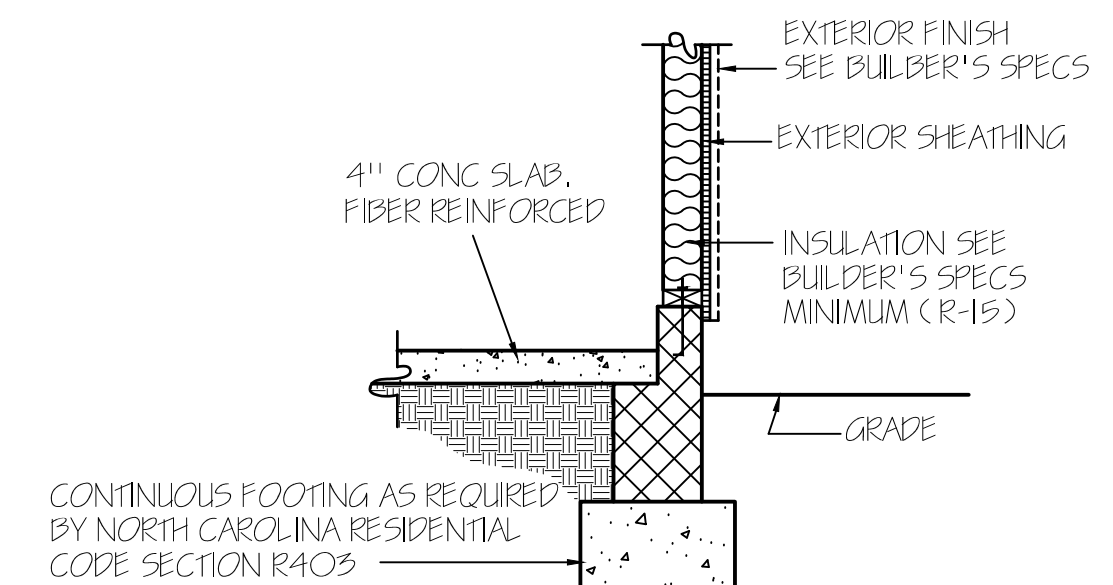 EXTERIOR FINISH
SEE BUILBER'S SPECS
EXTERIOR SHEATHING
4" CONC SLAB.
FIBER REINFORCED
INSULATION SEE
BUILDER'S SPECS
MINIMUM (R-15)
GRADE
CONTINUOUS FOOTING AS REQUIRED
BY NORTH CAROLINA RESIDENTIAL
CODE SECTION R403